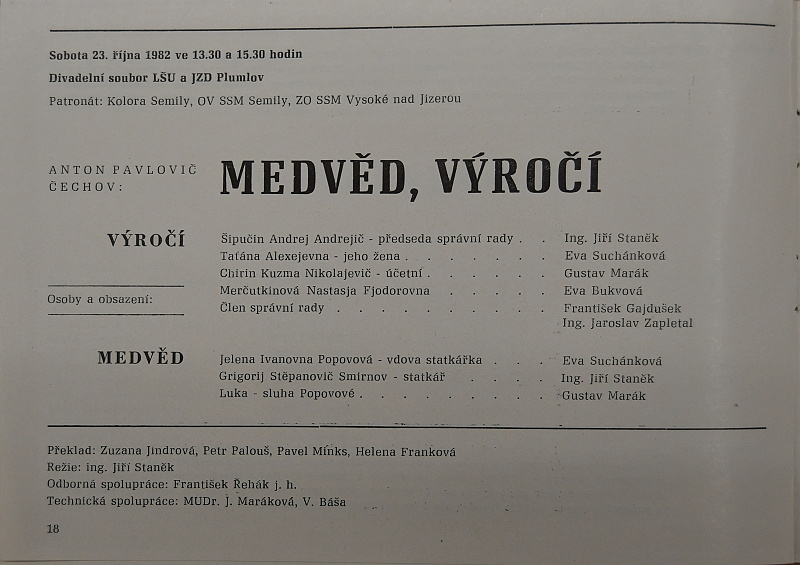 Sobota 23. října 1982 ve 13.30 a 15.30 hodin
Divadelní soubor LŠU a JZD Plumlov
Patronát: Kolora Semily, OV SSM Semily, ZO SSM Vysoké nad Jizerou
ANTON PAVLOVIČ
ČECHOV:
MEDVĚD, VÝROČÍ
VÝROČÍ
Osoby a obsazení:
Šipučin Andrej Andrejič - předseda správní rady . . Ing. Jiří Staněk
Taťána Alexejevna - jeho žena . . . . . . . Eva Suchánková
Chirin Kuzma Nikolajevič - účetní . . . . . . Gustav Marák
Merčutkinová Nastasja Fjodorovna . . . . . Eva Bukvová
Člen správní rady . . . . . . . . . . František Gajdušek
Ing. Jaroslav Zapletal
MEDVĚD
Jelena Ivanovna Popovová - vdova statkářka . . . Eva Suchánková
Grigorij Stěpanovič Smirnov - statkář . . . . Ing. Jiří Staněk
Luka - sluha Popovové . . . . . . . . . Gustav Marák
Překlad: Zuzana Jindrová, Petr Palouš, Pavel Minks, Helena Franková
Režie: ing. Jiří Staněk
Odborná spolupráce: František Řehák j. h.
Technická spolupráce: MUDr. J. Maráková, V. Báša
18